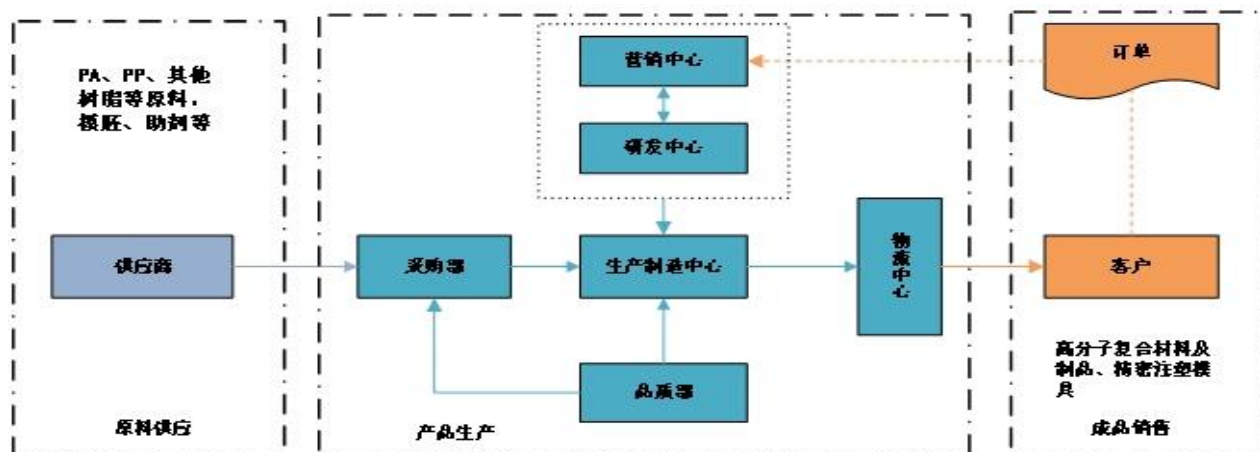 PA、PP、其他
树脂等原料，
模胚、助剂等
供应商
原料供应
营销中心
研发中心
采购部
生产制造中心
品质部
物流中心
产品生产
订单
客户
高分子复合材料及
制品、精密注塑模
具
成品销售